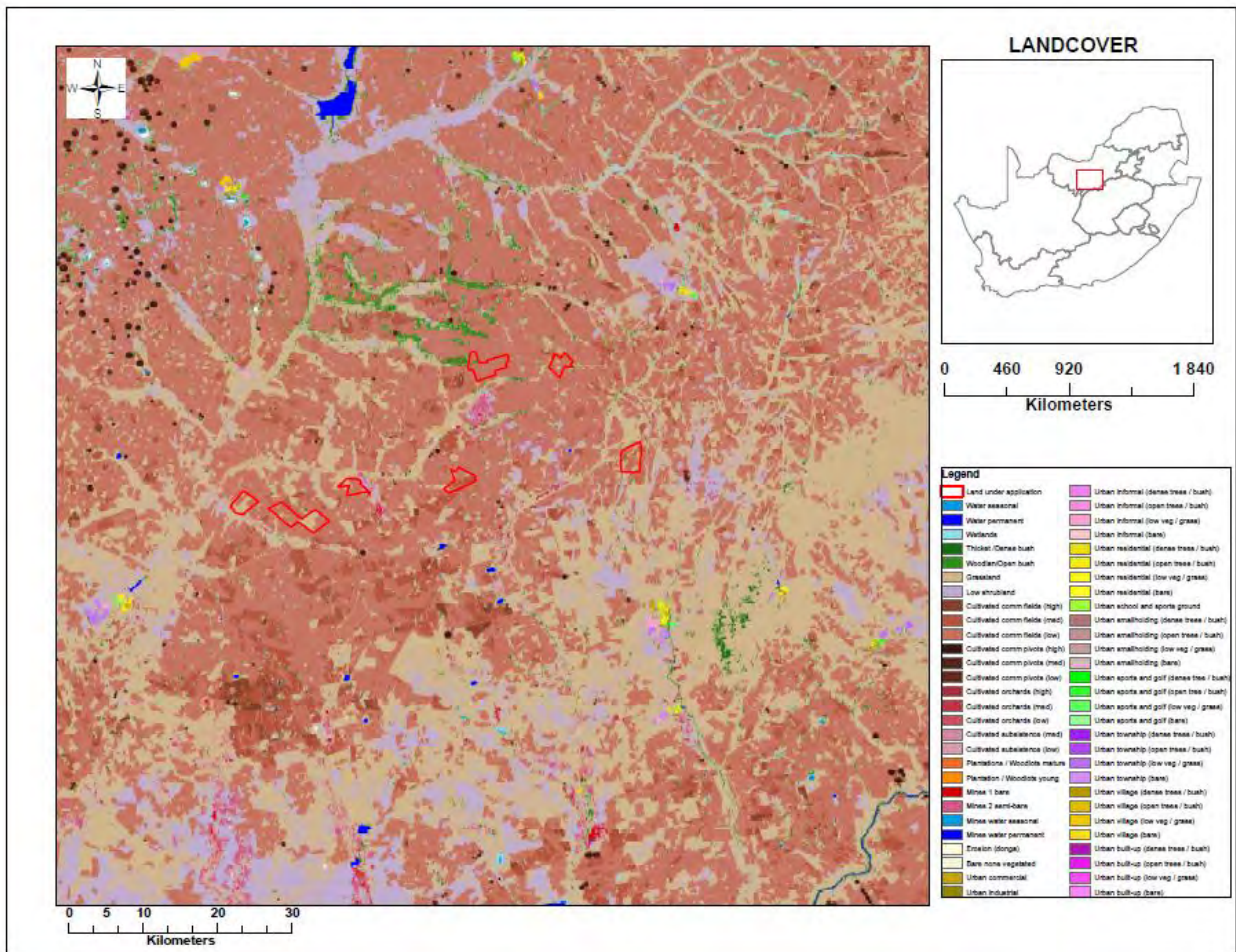 LANDCOVER
N
W E
S
0 460 920 1 840
Kilometers
Legend
Land under application
Water seasonal
Water permanent
Wetlands
Thicket /Dense bush
Woodlan/Open bush
Grassland
Low shrubland
Cultivated comm fields (high)
Cultivated comm fields (med)
Cultivated comm fields (low)
Cultivated comm pivots (high)
Cultivated comm pivots (med)
Cultivated comm pivots (low)
Cultivated orchards (high)
Cultivated orchards (med)
Cultivated orchards (low)
Cultivated subsistence (med)
Cultivated subsistence (low)
Plantations / Woodlots mature
Plantation / Woodlots young
Mines 1 bare
Mines 2 semi-bare
Mines water seasonal
Mines water permanent
Erosion (donga)
Bare none vegetated
Urban commercial
Urban industrial
Urban informal (dense trees / bush)
Urban informal (open trees / bush)
Urban informal (low veg / grass)
Urban informal (bare)
Urban residential (dense trees / bush)
Urban residential (open trees / bush)
Urban residential (low veg / grass)
Urban residential (bare)
Urban school and sports ground
Urban smallholding (dense trees / bush)
Urban smallholding (open trees / bush)
Urban smallholding (low veg / grass)
Urban smallholding (bare)
Urban sports and golf (dense tree / bush)
Urban sports and golf (open tree / bush)
Urban sports and golf (low veg / grass)
Urban sports and golf (bare)
Urban township (dense trees / bush)
Urban township (open trees / bush)
Urban township (low veg / grass)
Urban township (bare)
Urban village (dense trees / bush)
Urban village (open trees / bush)
Urban village (low veg / grass)
Urban village (bare)
Urban built-up (dense trees / bush)
Urban built-up (open trees / bush)
Urban built-up (low veg / grass)
Urban built-up (bare)
0 5 10 20 30
Kilometers